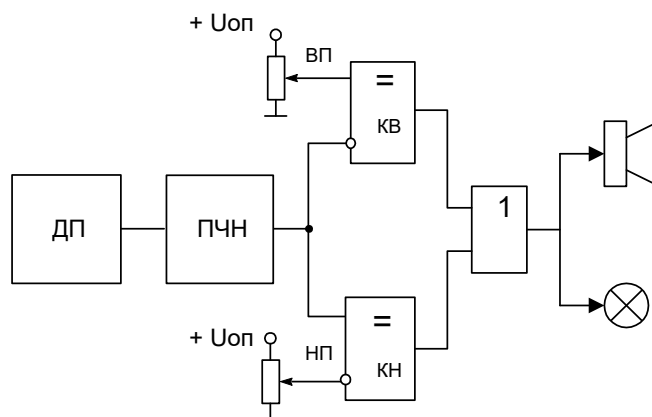 + Uоп
ВП
=
КВ
ДП
ПЧН
1
+ Uоп
НП
=
КН